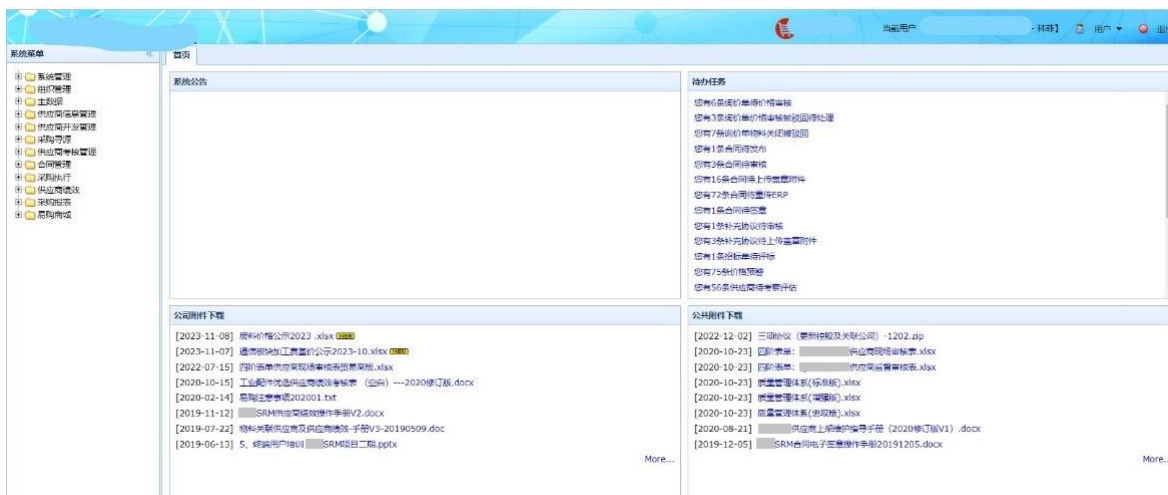 当前用户 - 林菲】 用户
系统菜单
首页
系统管理
组织管理
主数据
供应商信息管理
供应商开发管理
采购寻源
供应商考核管理
合同管理
采购执行
供应商绩效
采购报表
易购商城
系统公告
待办任务
您有6条询价单待价格审核
您有3条询价单价格审核被驳回待处理
您有7条询价单物料关闭被驳回
您有1条合同待发布
您有3条合同待审核
您有16条合同待上传盖章附件
您有72条合同待重传ERP
您有1条合同待签章
您有1条补充协议待审核
您有3条补充协议待上传盖章附件
您有1条招标单待评标
您有75条价格预警
您有56条供应商待考察评估
公司附件下载
[2023-11-08] 废料价格公示2023 .xlsx
[2023-11-07] 通信板块加工费基价公示2023-10.xlsx
[2022-07-15] 四阶表单供应商现场审核表贸易商版.xlsx
[2020-10-15] 工业配件优选供应商绩效考核表 (空白) ---2020修订版.docx
[2020-02-14] 易购注意事项202001.txt
[2019-11-12] SRM供应商绩效操作手册V2.docx
[2019-07-22] 物料关联供应商及供应商绩效-手册V3-20190509.doc
[2019-06-13] 5、终端用户培训 SRM项目二期.pptx
More...
公共附件下载
[2022-12-02] 三项协议 (更新控股及关联公司) -1202.zip
[2020-10-23] 四阶表单: 供应商现场审核表.xlsx
[2020-10-23] 四阶表单: 供应商监督审核表.xlsx
[2020-10-23] 质量管理体系(标准版).xlsx
[2020-10-23] 质量管理体系(增强版).xlsx
[2020-10-23] 质量管理体系(进取版).xlsx
[2020-08-21] 供应商上架维护指导手册 (2020修订版V1) .docx
[2019-12-05] SRM合同电子签章操作手册20191205.docx
More..